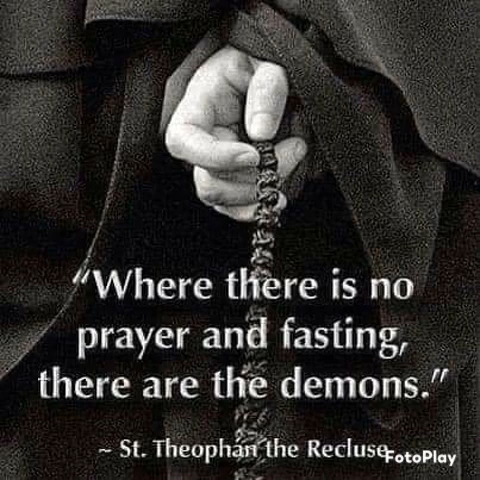 “Where there is no
prayer and fasting,
there are the demons.”
~ St. Theophan the Recluse
FotoPlay